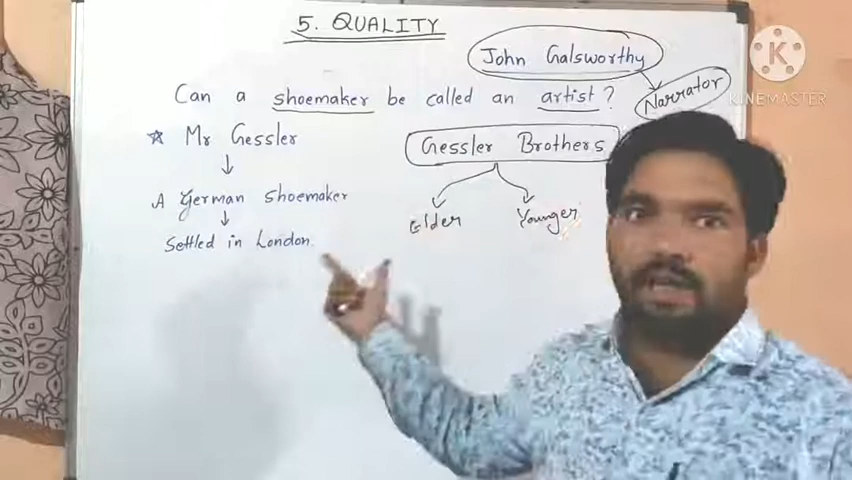 5. QUALITY
John Galsworthy
Narrator
Can a shoemaker be called an artist?
☆ Mr Gessler
Gessler Brothers
↓
A German shoemaker
Elder
Younger
↓
Settled in London.
K
KINEMASTER